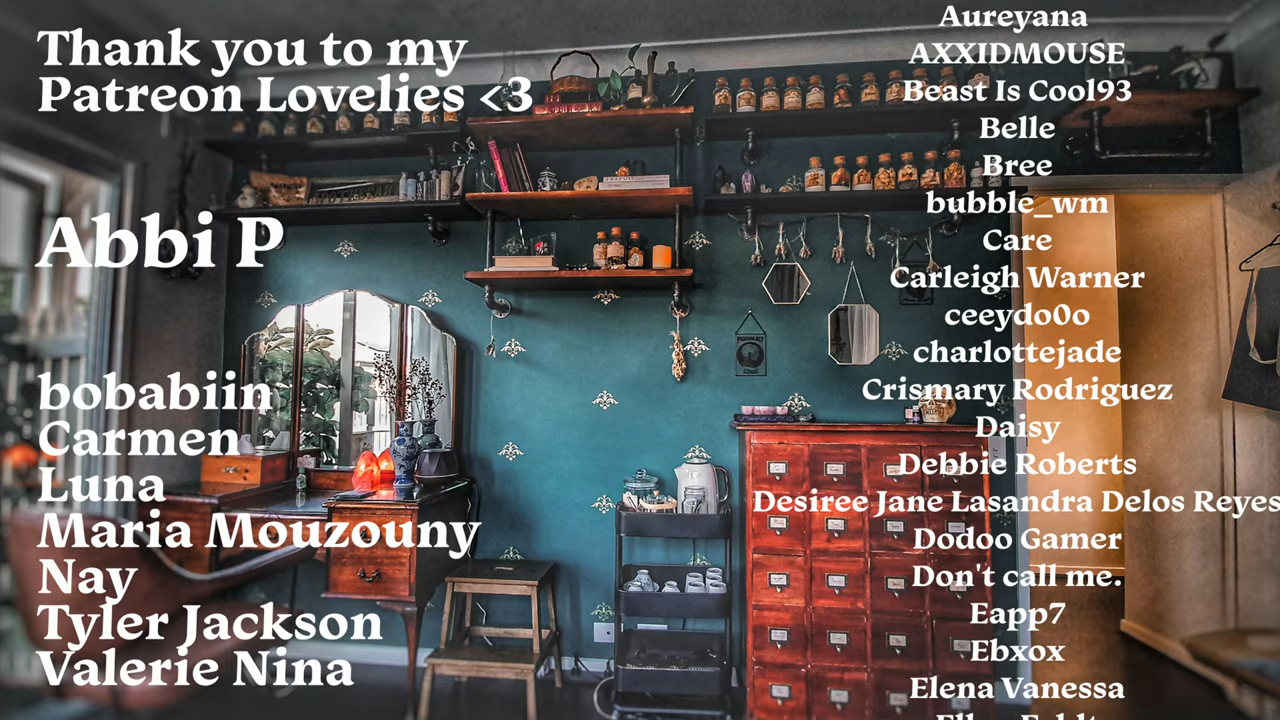 Thank you to my
Patreon Lovelies <3
Abbi P
bobabiin
Carmen
Luna
Maria Mouzouny
Nay
Tyler Jackson
Valerie Nina
Aureyana
AXXIDMOUSE
Beast Is Cool93
Belle
Bree
bubble_wm
Care
Carleigh Warner
ceeydo0o
charlottejade
Crismary Rodriguez
Daisy
Debbie Roberts
Desiree Jane Lasandra Delos Reyes
Dodoo Gamer
Don't call me.
Eapp7
Ebxox
Elena Vanessa